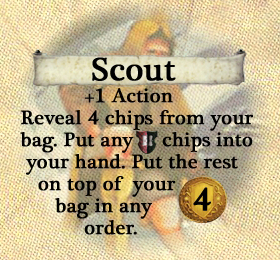 Scout
+1 Action
Reveal 4 chips from your
bag. Put any chips into
your hand. Put the rest
on top of your
bag in any
order.
4